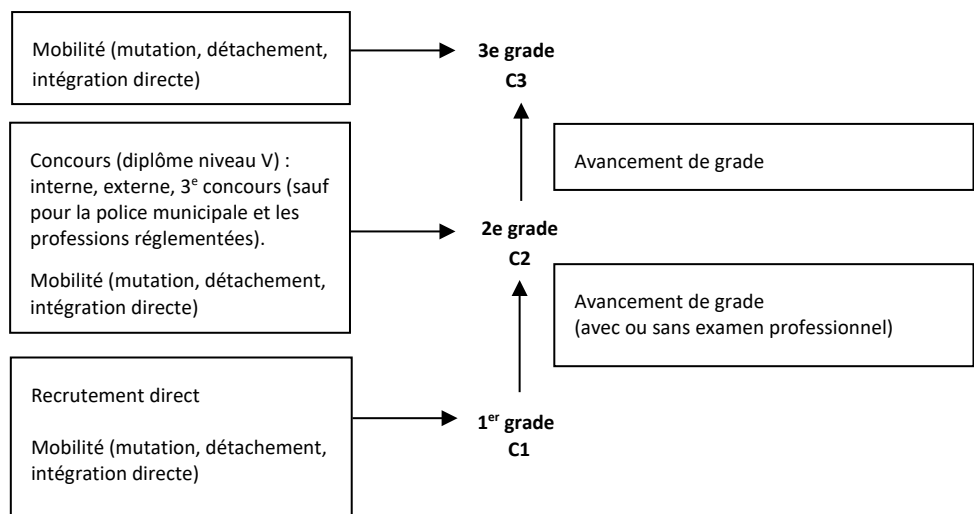 Mobilité (mutation, détachement,
intégration directe)
3e grade
C3
Avancement de grade
Concours (diplôme niveau V) :
interne, externe, 3e concours (sauf
pour la police municipale et les
professions réglementées).
Mobilité (mutation, détachement,
intégration directe)
2e grade
C2
Avancement de grade
(avec ou sans examen professionnel)
Recrutement direct
Mobilité (mutation, détachement,
intégration directe)
1er grade
C1